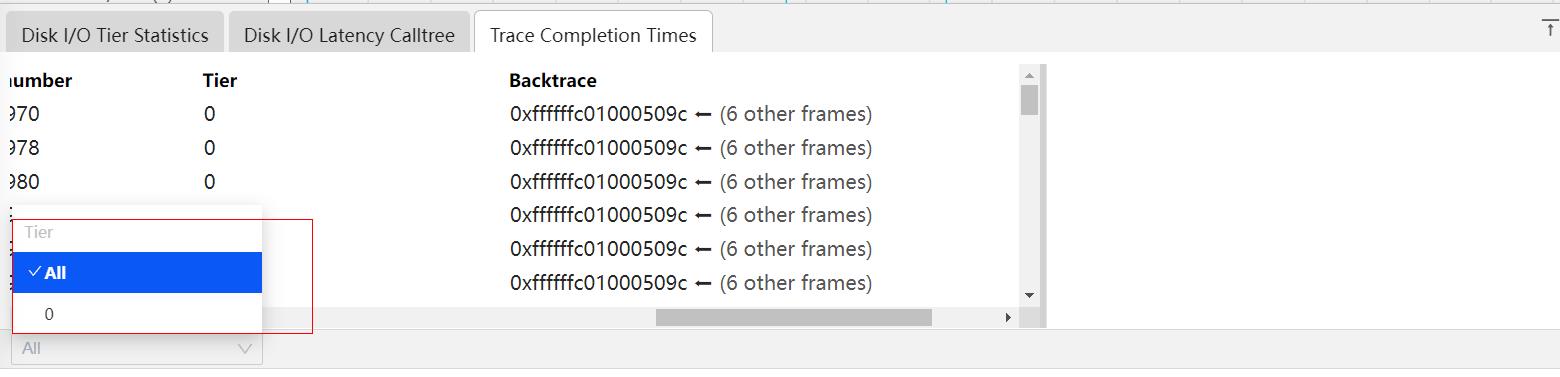 Disk I/O Tier Statistics Disk I/O Latency Calltree Trace Completion Times
number Tier Backtrace
970 0 0xffffffc01000509c ← (6 other frames)
978 0 0xffffffc01000509c ← (6 other frames)
980 0 0xffffffc01000509c ← (6 other frames)
0xffffffc01000509c ← (6 other frames)
Tier
0xffffffc01000509c ← (6 other frames)
✓ All
0xffffffc01000509c ← (6 other frames)
0
All